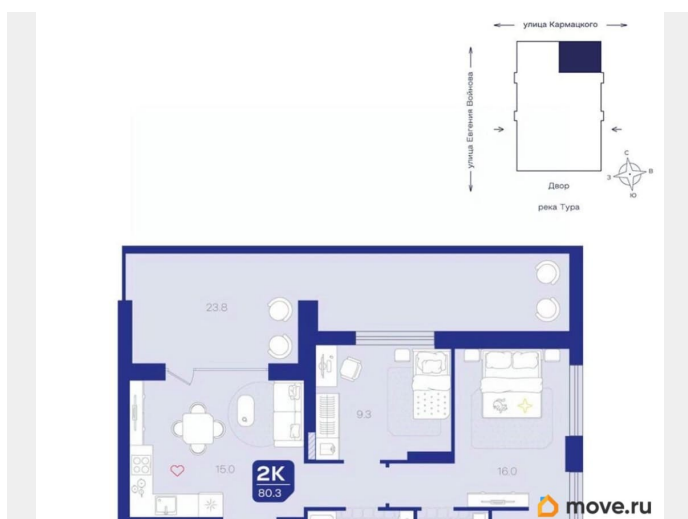 улица Кармацкого
улица Евгения Войнова
С
З
В
Ю
Двор
река Тура
23.8
9.3
15.0
2К
80.3
16.0
move.ru